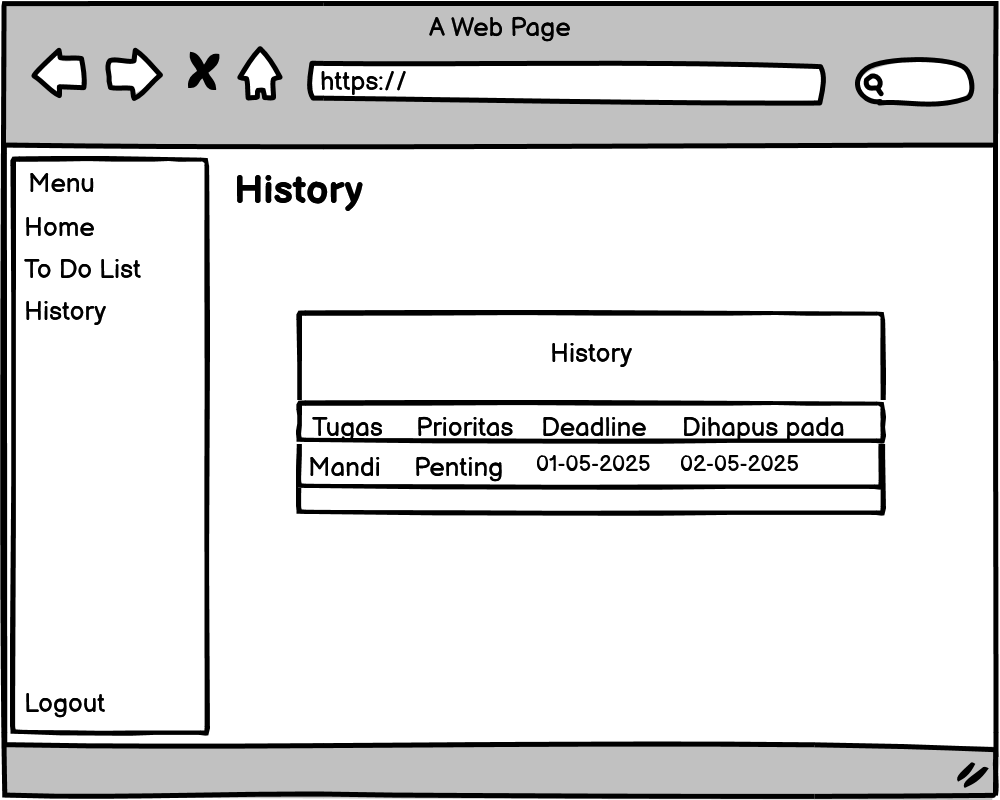 A Web Page
https://
Menu
Home
To Do List
History
Logout
History
History
Tugas Prioritas Deadline Dihapus pada
Mandi Penting 01-05-2025 02-05-2025